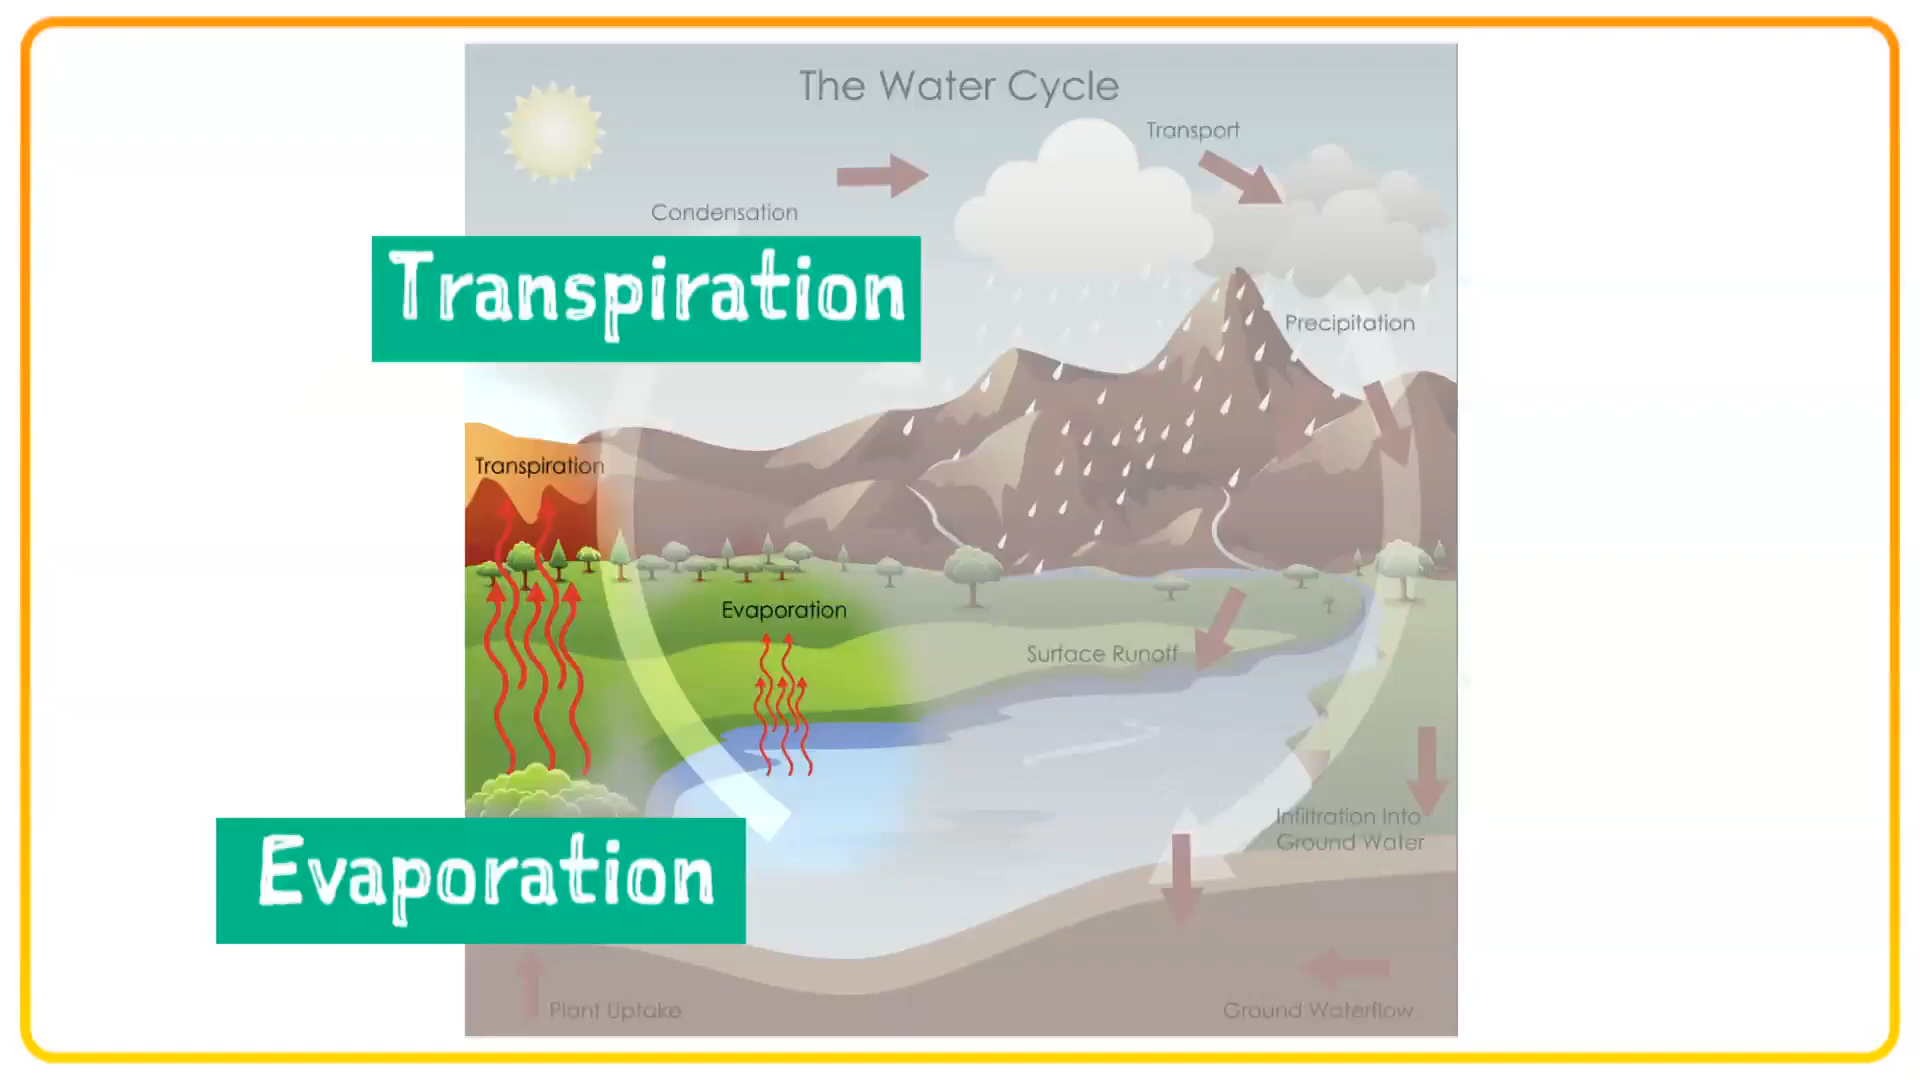 The Water Cycle
Transport
Condensation
Transpiration
Precipitation
Transpiration
Evaporation
Surface Runoff
Infiltration Into
Ground Water
Evaporation
Plant Uptake
Ground Waterflow